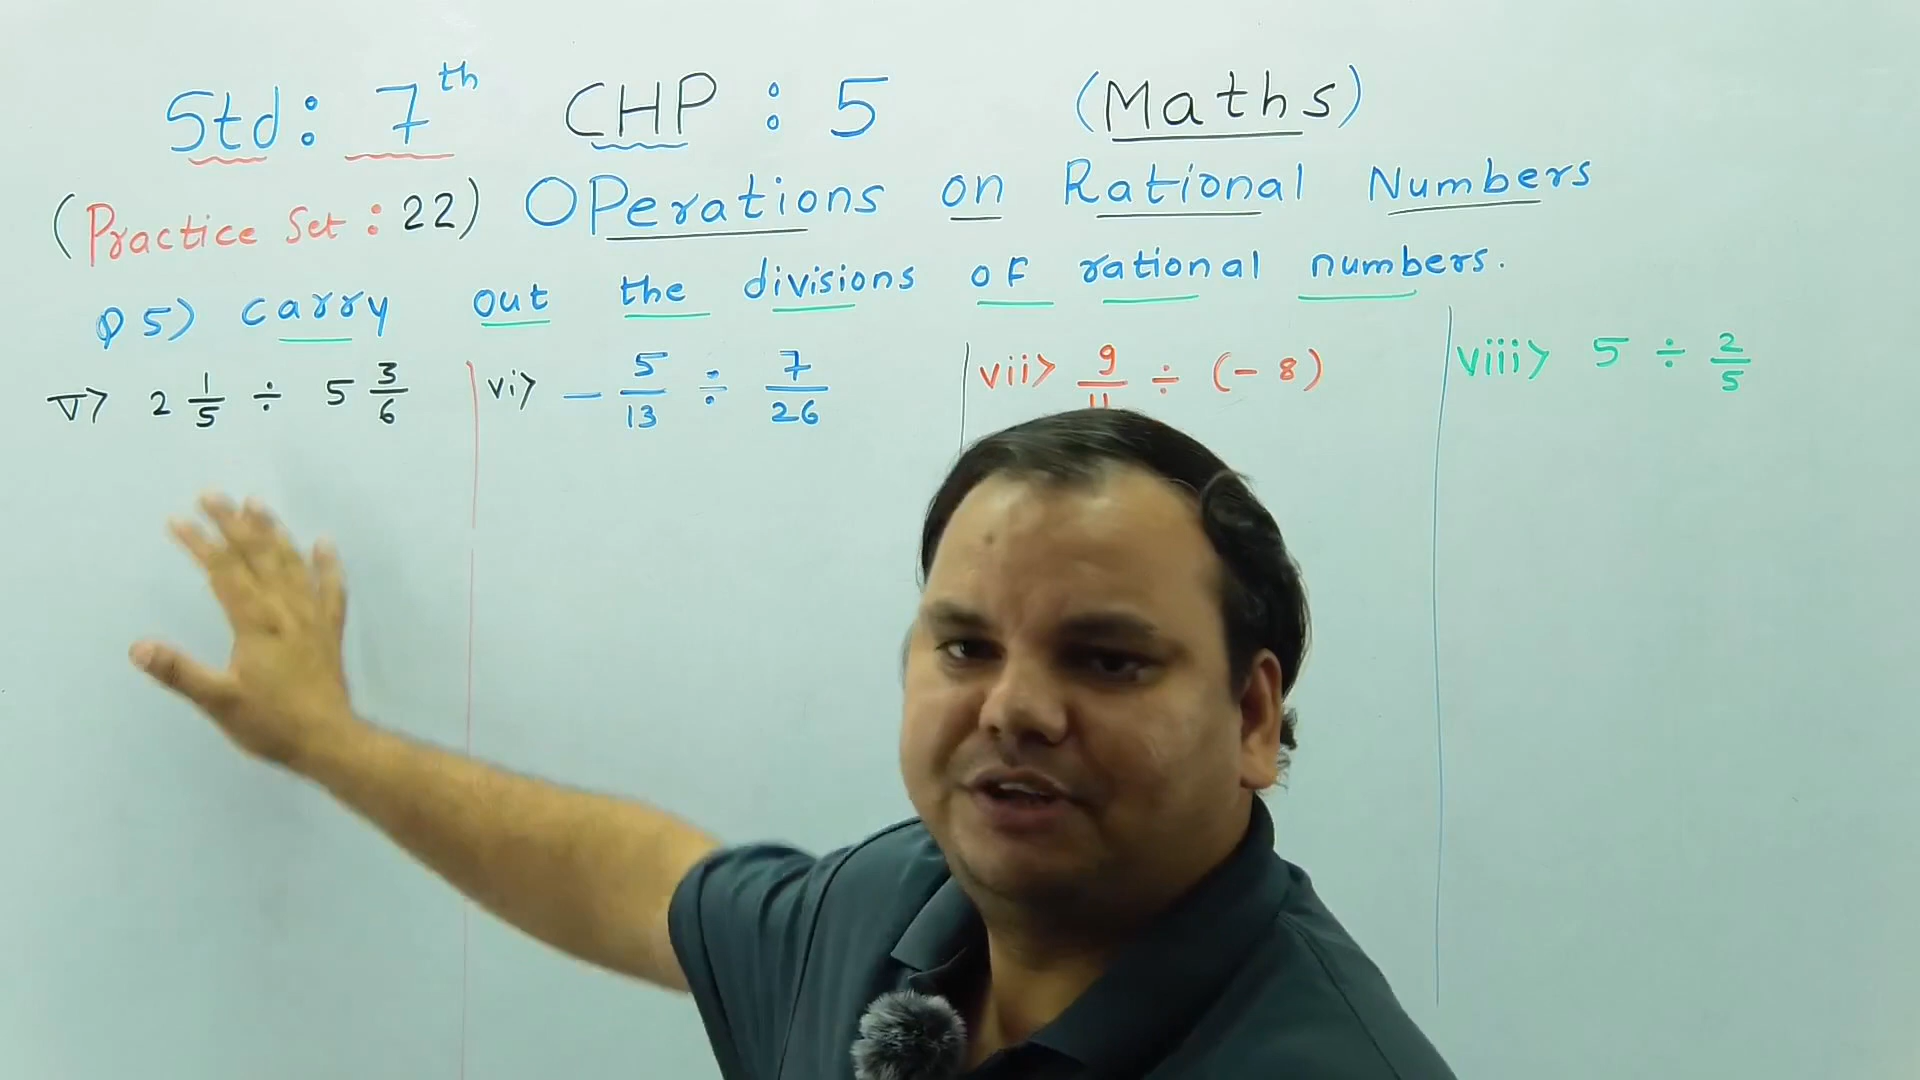 Std: 7th CHP : 5 (Maths)
(Practice Set : 22) OPerations on Rational Numbers
Q 5) carry out the divisions of rational numbers.
v> 2 1/5 ÷ 5 3/6
vi> - 5/13 ÷ 7/26
vii> 9/11 ÷ (- 8)
viii> 5 ÷ 2/5